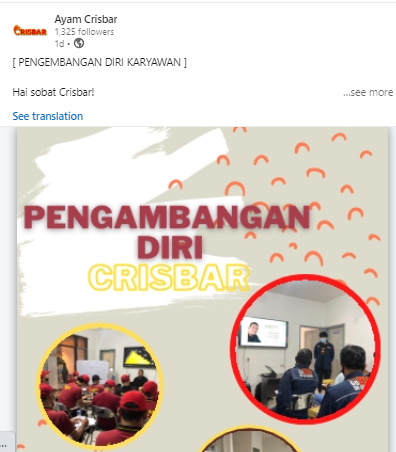 CRISBAR
Ayam Crisbar
1,325 followers
1d •
[ PENGEMBANGAN DIRI KARYAWAN ]
Hai sobat Crisbar!
...see more
See translation
PENGAMBANGAN
DIRI
CRISBAR
...